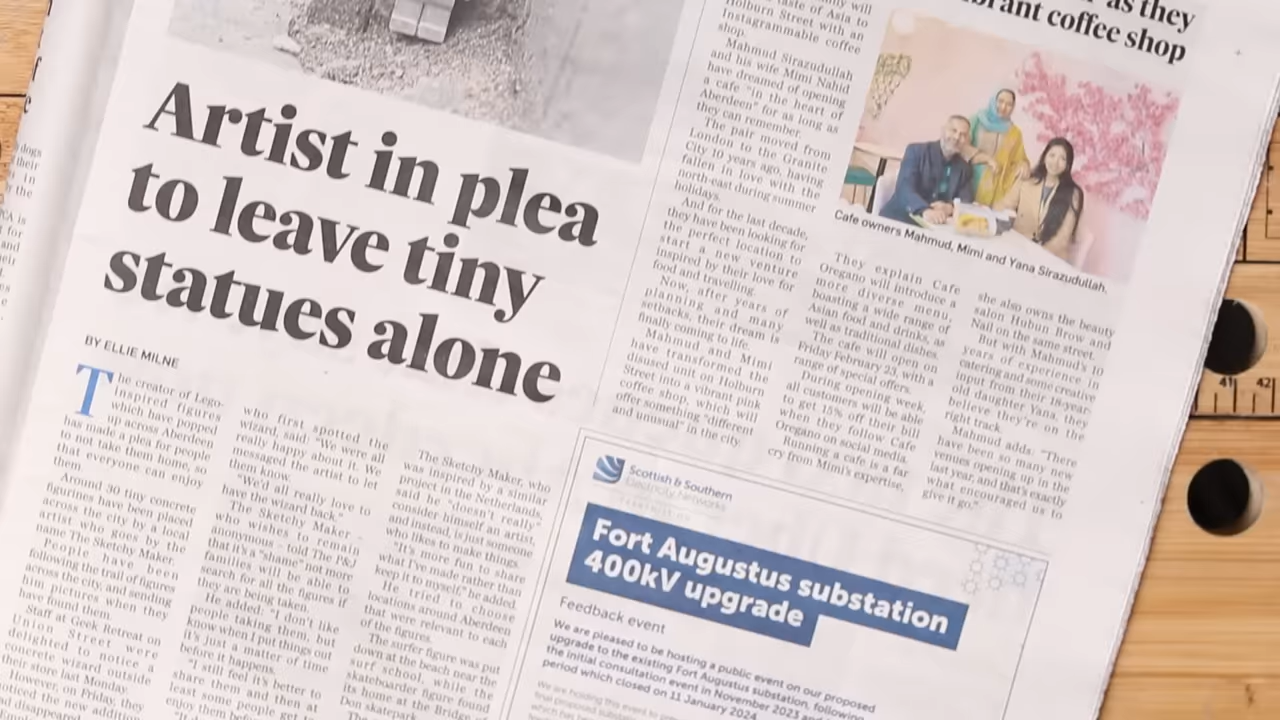 Artist in plea
to leave tiny
statues alone
BY ELLIE MILNE
The creator of Lego-
inspired figures
which have popped
up across Aberdeen
has made a plea for people
to not take them home, so
that everyone can enjoy
them.
Around 30 tiny concrete
figurines have been placed
across the city by a local
artist who goes by the
name The Sketchy Maker.
People have been
following the trail of figures
across the city, and sending
him pictures when they
have found them.
Staff at Geek Retreat on
Union Street were
delighted to notice a
concrete wizard outside
their store last Monday.
However, on Friday, they
noticed the new addition
had disappeared.
who first spotted the
wizard, said: "We were all
really happy about it. We
messaged the artist to let
them know.
"We'd all really love to
have the wizard back."
The Sketchy Maker -
who wishes to remain
anonymous - told The P&J
that it's a "shame" not more
families will be able to
search for all the figures if
they are being taken.
He added: "I don't like
people taking them, but
know when I put things out
it's just a matter of time
before it happens.
"I still feel it's better to
share them and then at
least some people get to
The Sketchy Maker, who
was inspired by a similar
project in the Netherlands,
said he "doesn't really"
consider himself an artist
and instead, is just someone
who likes to make things.
"It's more fun to share
what I've made rather than
keep it to myself," he added.
He tried to choose
locations around Aberdeen
that were relevant to each
of the figures.
The surfer figure was put
down at the beach near the
surf school, while the
skateboarder figure found
its home at the Bridge of
Don skatepark.
as they
vibrant coffee shop
will
taste of Asia to
Holburn Street with an
Instagrammable coffee
shop.
Mahmud Sirazudullah
and his wife Mimi Nahid
have dreamed of opening
a cafe "in the heart of
Aberdeen" for as long as
they can remember.
The pair moved from
London to the Granite
City 10 years ago, having
fallen in love with the
north-east during summer
holidays.
And for the last decade,
they have been looking for
the perfect location to
start a new venture
inspired by their love for
food and travelling.
Now, after years of
planning and many
setbacks, their dream is
finally coming to life.
Mahmud and Mimi
have transformed the
disused unit on Holburn
Street into a vibrant pink
coffee shop, which will
offer something "different
and unusual" in the city
Cafe owners Mahmud, Mimi and Yana Sirazudullah.
They explain Cafe
Oregano will introduce a
more diverse menu,
boasting a wide range of
Asian food and drinks, as
well as traditional dishes.
The cafe will open on
Friday February 23, with a
range of special offers.
During opening week,
all customers will be able
to get 15% off their bill
when they follow Cafe
Oregano on social media.
Running a cafe is a far
cry from Mimi's expertise,
she also owns the beauty
salon Hubun Brow and
Nail on the same street.
But with Mahmud's 10
years of experience in
catering and some creative
input from their 18-year-
old daughter Yana, they
believe they're on the
right track.
Mahmud adds: "There
have been so many new
venues opening up in the
last year, and that's exactly
what encouraged us to
give it go."
Scottish & Southern
Electricity Networks
Fort Augustus substation
400kV upgrade
Feedback event
We are pleased to be hosting a public event on our proposed
upgrade to the existing Fort Augustus substation, following
the initial consultation event in November 2023 and feedback
period which closed on 11 January 2024.
41
42